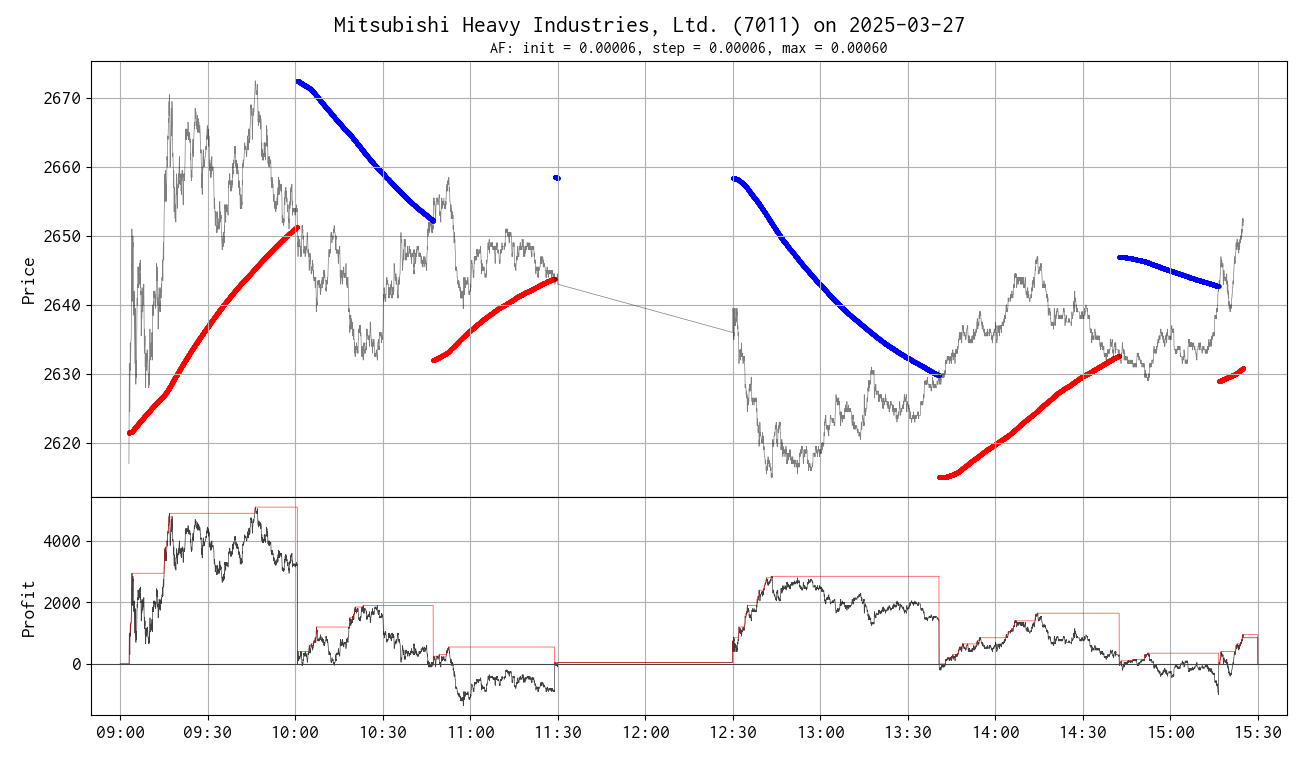 Mitsubishi Heavy Industries, Ltd. (7011) on 2025-03-27
AF: init = 0.00006, step = 0.00006, max = 0.00060
Price
2670
2660
2650
2640
2630
2620
Profit
4000
2000
0
09:00 09:30 10:00 10:30 11:00 11:30 12:00 12:30 13:00 13:30 14:00 14:30 15:00 15:30